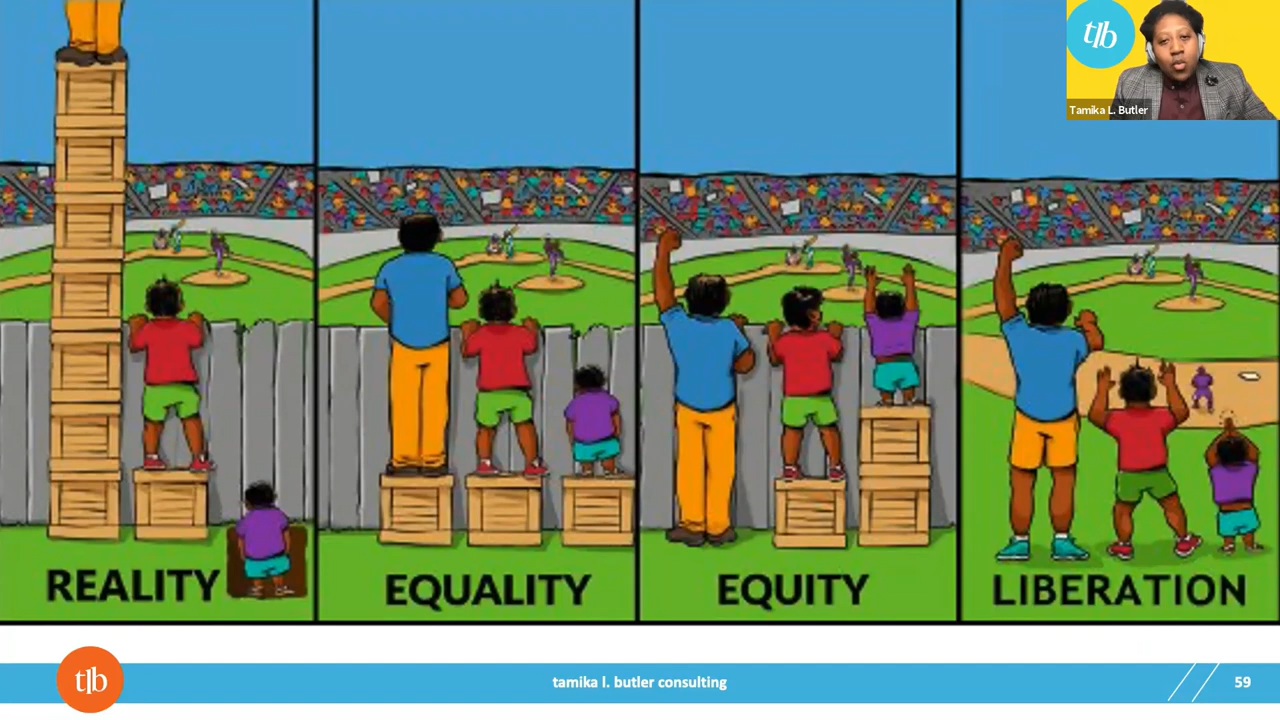 tlb
Tamika L. Butler
REALITY
EQUALITY
EQUITY
LIBERATION
tlb
tamika l. butler consulting
59